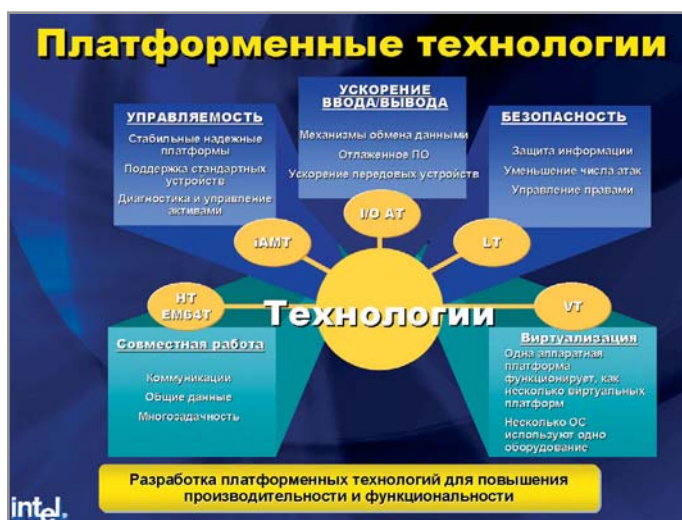 Платформенные технологии
УПРАВЛЯЕМОСТЬ
Стабильные надежные
платформы
Поддержка стандартных
устройств
Диагностика и управление
активами
УСКОРЕНИЕ
ВВОДА/ВЫВОДА
Механизмы обмена данными
Отлаженное ПО
Ускорение передовых устройств
БЕЗОПАСНОСТЬ
Защита информации
Уменьшение числа атак
Управление правами
iAMT
I/O AT
LT
HT
EM64T
Технологии
VT
Совместная работа
Коммуникации
Общие данные
Многозадачность
Виртуализация
Одна аппаратная
платформа
функционирует, как
несколько виртуальных
платформ
Несколько ОС
используют одно
оборудование
Разработка платформенных технологий для повышения
производительности и функциональности
intel.